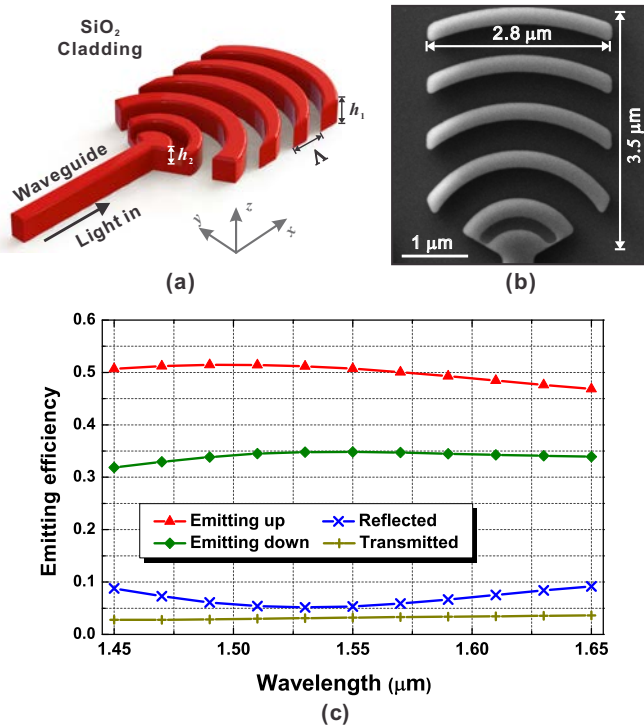 SiO₂
Cladding
h₁
h₂
Λ
Waveguide
Light in
z
y
x
(a)
2.8 μm
3.5 μm
1 μm
(b)
0.6
0.5
0.4
0.3
0.2
0.1
0.0
Emitting efficiency
Emitting up
Reflected
Emitting down
Transmitted
1.45
1.50
1.55
1.60
1.65
Wavelength (μm)
(c)